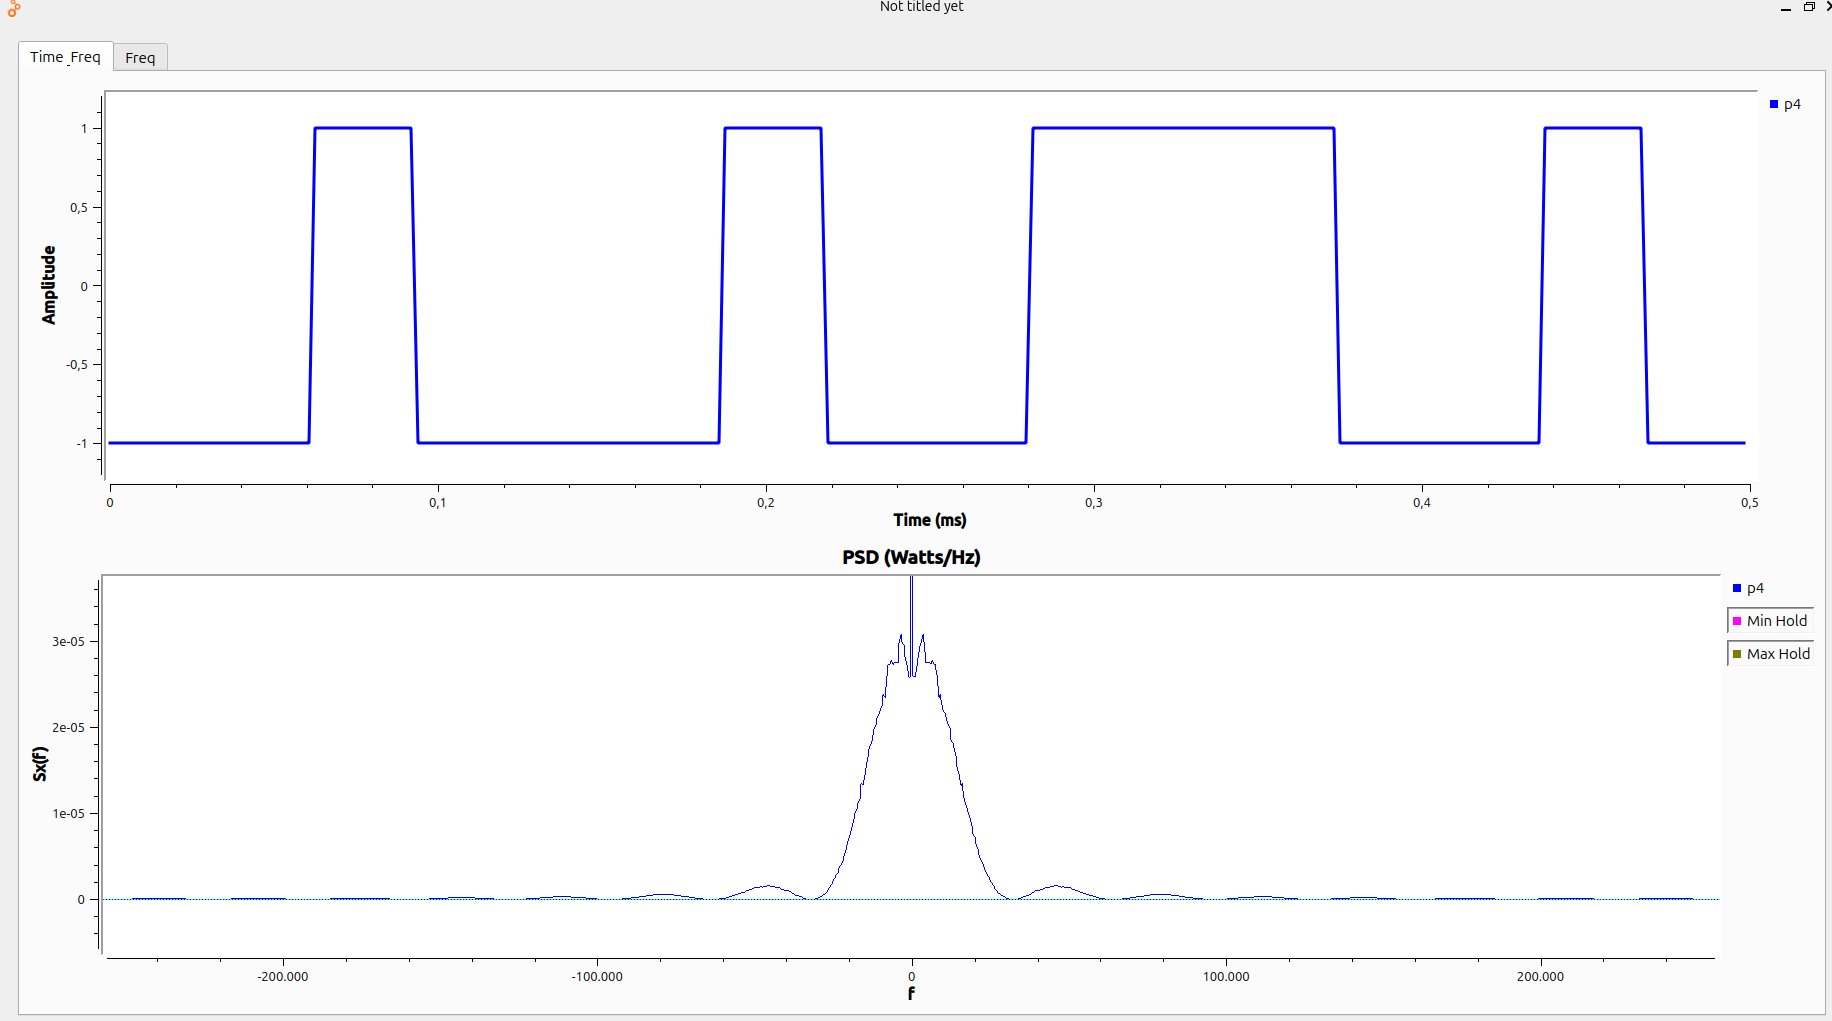 Not titled yet
Time_Freq
Freq
p4
1
0,5
0
-0,5
-1
Amplitude
0
0,1
0,2
0,3
0,4
0,5
Time (ms)
PSD (Watts/Hz)
p4
Min Hold
Max Hold
3e-05
2e-05
1e-05
0
Sx(f)
-200.000
-100.000
0
100.000
200.000
f